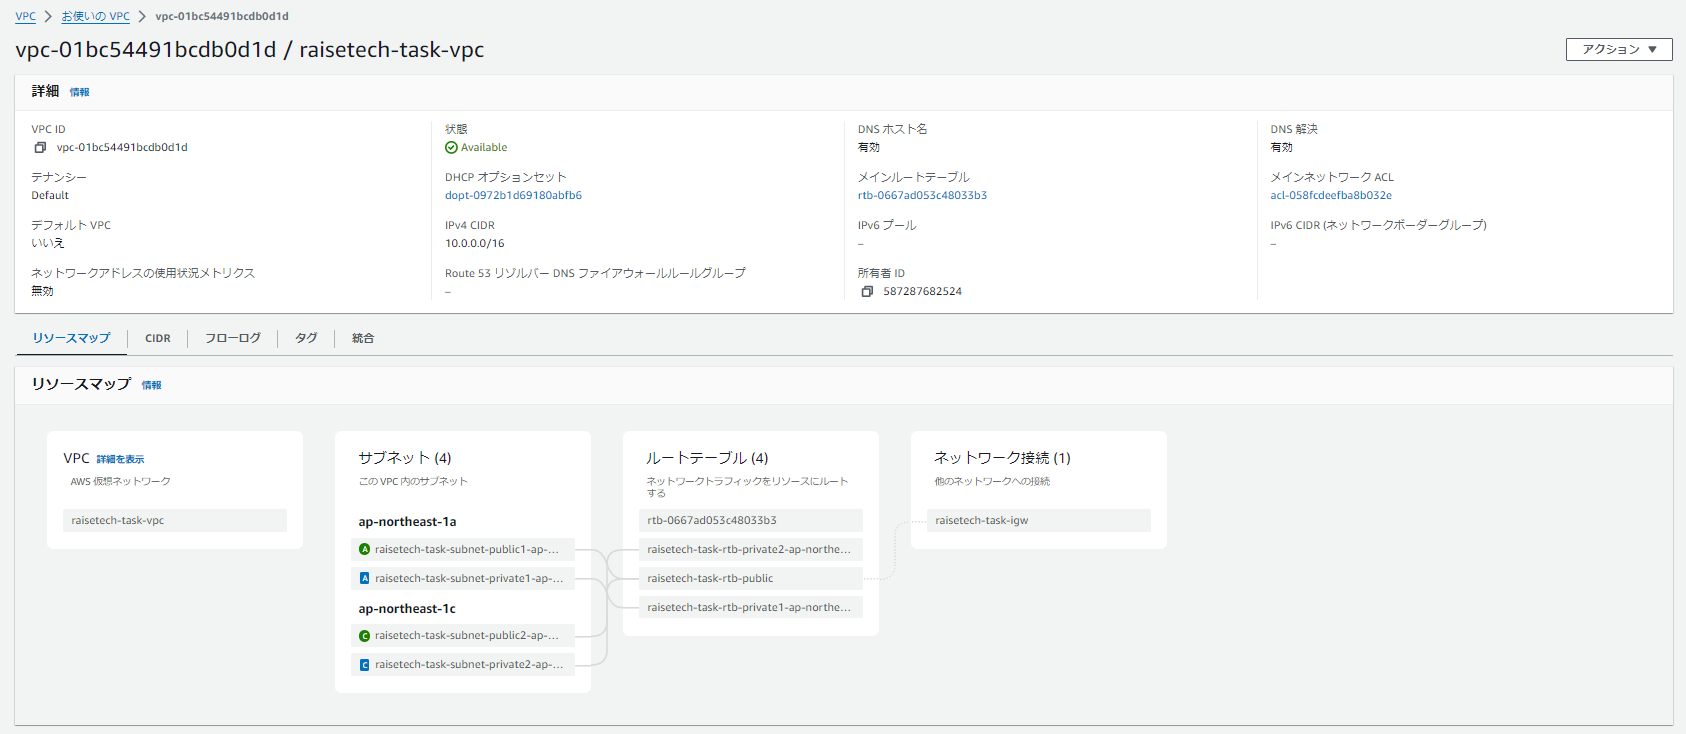 VPC > お使いの VPC > vpc-01bc54491bcdb0d1d
vpc-01bc54491bcdb0d1d / raisetech-task-vpc
アクション ▼
詳細 情報
VPC ID
vpc-01bc54491bcdb0d1d
状態
Available
DNS ホスト名
有効
DNS 解決
有効
テナンシー
Default
DHCP オプションセット
dopt-0972b1d69180abfb6
メインルートテーブル
rtb-0667ad053c48033b3
メインネットワーク ACL
acl-058fcdeefba8b032e
デフォルト VPC
いいえ
IPv4 CIDR
10.0.0.0/16
IPv6 プール
–
IPv6 CIDR (ネットワークボーダーグループ)
–
ネットワークアドレスの使用状況メトリクス
無効
Route 53 リゾルバー DNS ファイアウォールルールグループ
–
所有者 ID
587287682524
リソースマップ
CIDR
フローログ
タグ
統合
リソースマップ 情報
VPC 詳細を表示
AWS 仮想ネットワーク
raisetech-task-vpc
サブネット (4)
この VPC 内のサブネット
ap-northeast-1a
A raisetech-task-subnet-public1-ap-...
A raisetech-task-subnet-private1-ap-...
ap-northeast-1c
C raisetech-task-subnet-public2-ap-...
C raisetech-task-subnet-private2-ap-...
ルートテーブル (4)
ネットワークトラフィックをリソースにルート
する
rtb-0667ad053c48033b3
raisetech-task-rtb-private2-ap-northe...
raisetech-task-rtb-public
raisetech-task-rtb-private1-ap-northe...
ネットワーク接続 (1)
他のネットワークへの接続
raisetech-task-igw